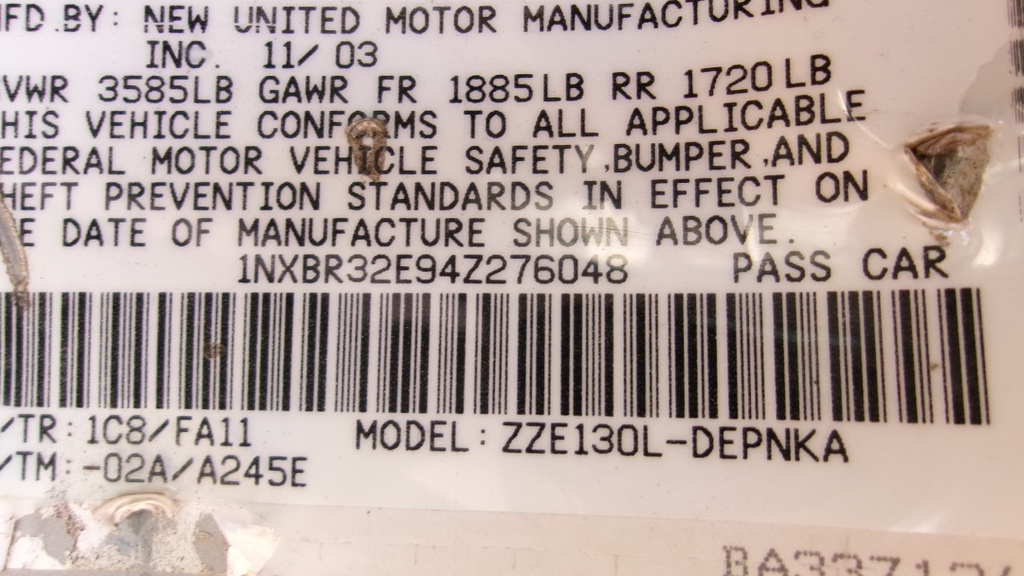 MFD.BY: NEW UNITED MOTOR MANUFACTURING
INC. 11/03
VWR 3585LB GAWR FR 1885LB RR 1720LB
HIS VEHICLE CONFORMS TO ALL APPLICABLE
EDERAL MOTOR VEHICLE SAFETY,BUMPER,AND
HEFT PREVENTION STANDARDS IN EFFECT ON
E DATE OF MANUFACTURE SHOWN ABOVE.
1NXBR32E94Z276048 PASS CAR
/TR:1C8/FA11 MODEL:ZZE130L-DEPNKA
/TM:-02A/A245E